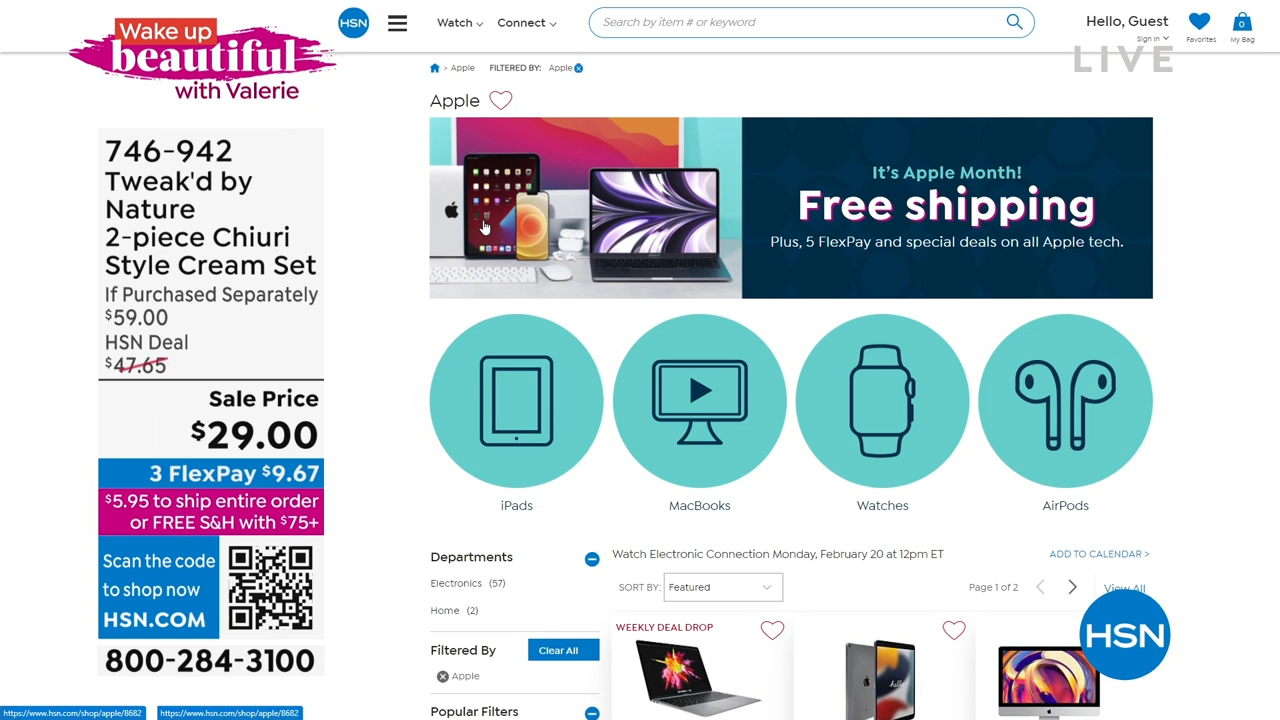 Wake up
beautiful
with Valerie
746-942
Tweak'd by
Nature
2-piece Chiuri
Style Cream Set
If Purchased Separately
$59.00
HSN Deal
$47.65
Sale Price
$29.00
3 FlexPay $9.67
$5.95 to ship entire order
or FREE S&H with $75+
Scan the code
to shop now
HSN.COM
800-284-3100
HSN
Watch
Connect
Search by item # or keyword
Hello, Guest
Sign in
Favorites
0
My Bag
LIVE
> Apple
FILTERED BY:
Apple
Apple
It's Apple Month!
Free shipping
Plus, 5 FlexPay and special deals on all Apple tech.
iPads
MacBooks
Watches
AirPods
Departments
Electronics (57)
Home (2)
Filtered By
Clear All
Apple
Popular Filters
Watch Electronic Connection Monday, February 20 at 12pm ET
ADD TO CALENDAR >
SORT BY:
Featured
Page 1 of 2
View All
WEEKLY DEAL DROP
hello
HSN
https://www.hsn.com/shop/apple/8682
https://www.hsn.com/shop/apple/8682